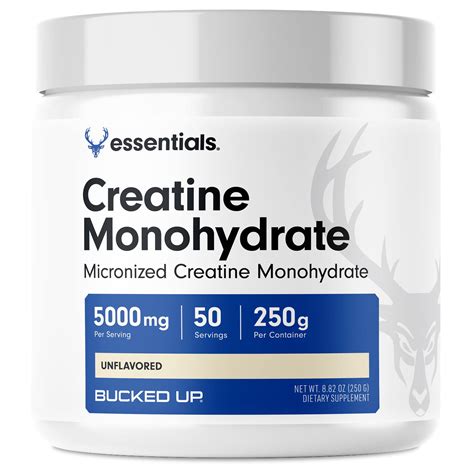 essentials.
Creatine
Monohydrate
Micronized Creatine Monohydrate
5000mg 50 250g
Per Serving Servings Per Container
UNFLAVORED
NET WT. 8.82 OZ (250 G)
DIETARY SUPPLEMENT
BUCKED UP.